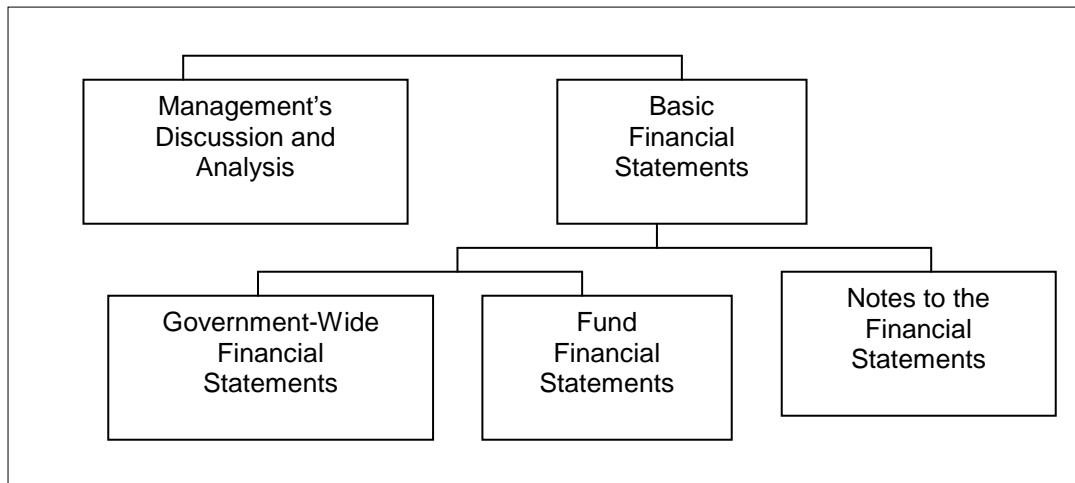 Management’s
Discussion and
Analysis
Basic
Financial
Statements
Government-Wide
Financial
Statements
Fund
Financial
Statements
Notes to the
Financial
Statements